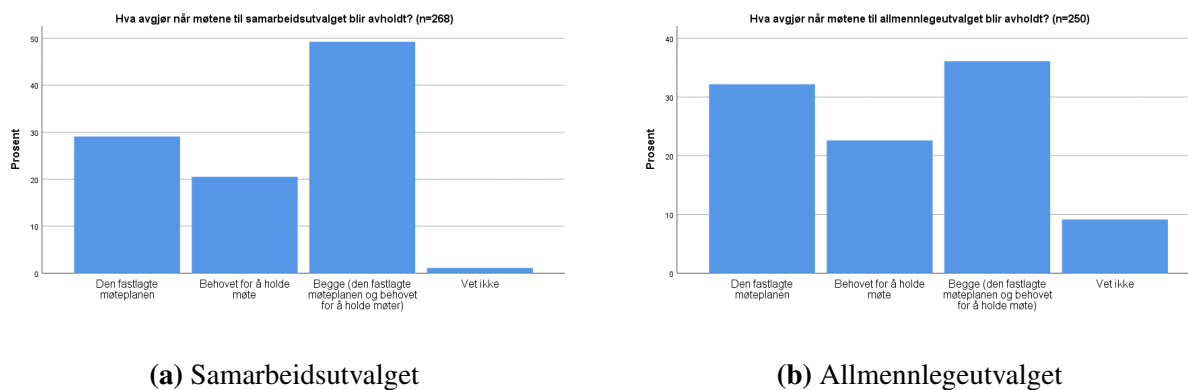 Hva avgjør når møtene til samarbeidsutvalget blir avholdt? (n=268)
Prosent
50
40
30
20
10
0
Den fastlagte
møteplanen
Behovet for å holde
møte
Begge (den fastlagte
møteplanen og behovet
for å holde møter)
Vet ikke
(a) Samarbeidsutvalget
Hva avgjør når møtene til allmennlegeutvalget blir avholdt? (n=250)
Prosent
40
30
20
10
0
Den fastlagte
møteplanen
Behovet for å holde
møte
Begge (den fastlagte
møteplanen og behovet
for å holde møte)
Vet ikke
(b) Allmennlegeutvalget